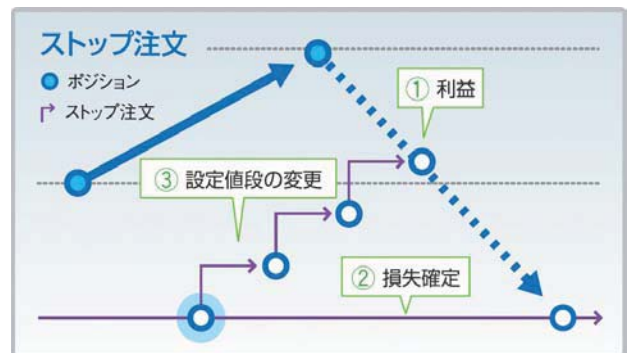 ストップ注文
ポジション
ストップ注文
① 利益
③ 設定値段の変更
② 損失確定